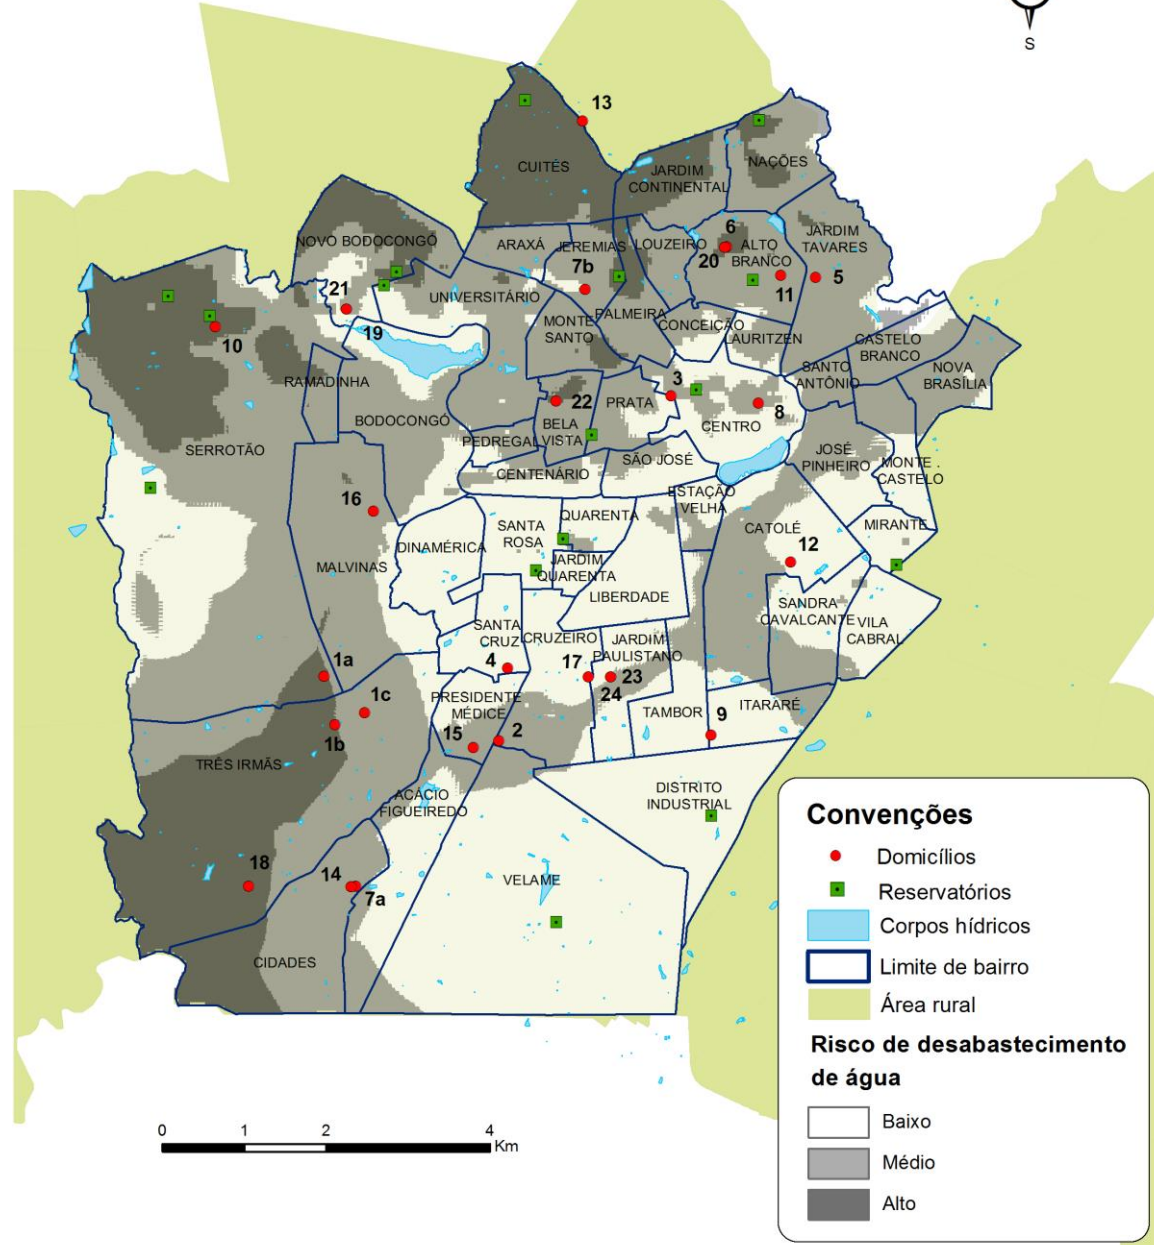 S
13
CUITÉS
JARDIM
CONTINENTAL
NAÇÕES
NOVO BODOCONGÓ
ARAXÁ
JEREMIAS
LOUZEIRO
6
ALTO
BRANCO
20
JARDIM
TAVARES
7b
11
5
21
UNIVERSITÁRIO
10
19
MONTE
SANTO
PALMEIRA
CONCEIÇÃO
LAURITZEN
CASTELO
BRANCO
RAMADINHA
SANTO
ANTÔNIO
NOVA
BRASÍLIA
3
22
PRATA
8
BODOCONGÓ
CENTRO
BELA
VISTA
PEDREGAL
SERROTÃO
JOSÉ
PINHEIRO
SÃO JOSÉ
MONTE .
CASTELO
CENTENÁRIO
ESTAÇÃO
VELHA
16
QUARENTA
SANTA
ROSA
CATOLÉ
MIRANTE
12
DINAMÉRICA
JARDIM
QUARENTA
MALVINAS
LIBERDADE
SANDRA
CAVALCANTE
VILA
CABRAL
SANTA
CRUZ
CRUZEIRO
JARDIM
PAULISTANO
4
17
23
1a
24
1c
PRESIDENTE
MÉDICE
ITARARÉ
TAMBOR
9
15
2
1b
TRÊS IRMÃS
ACÁCIO
FIGUEIREDO
DISTRITO
INDUSTRIAL
18
14
7a
VELAME
CIDADES
Convenções
Domicílios
Reservatórios
Corpos hídricos
Limite de bairro
Área rural
Risco de desabastecimento
de água
Baixo
Médio
Alto
0 1 2 4
Km